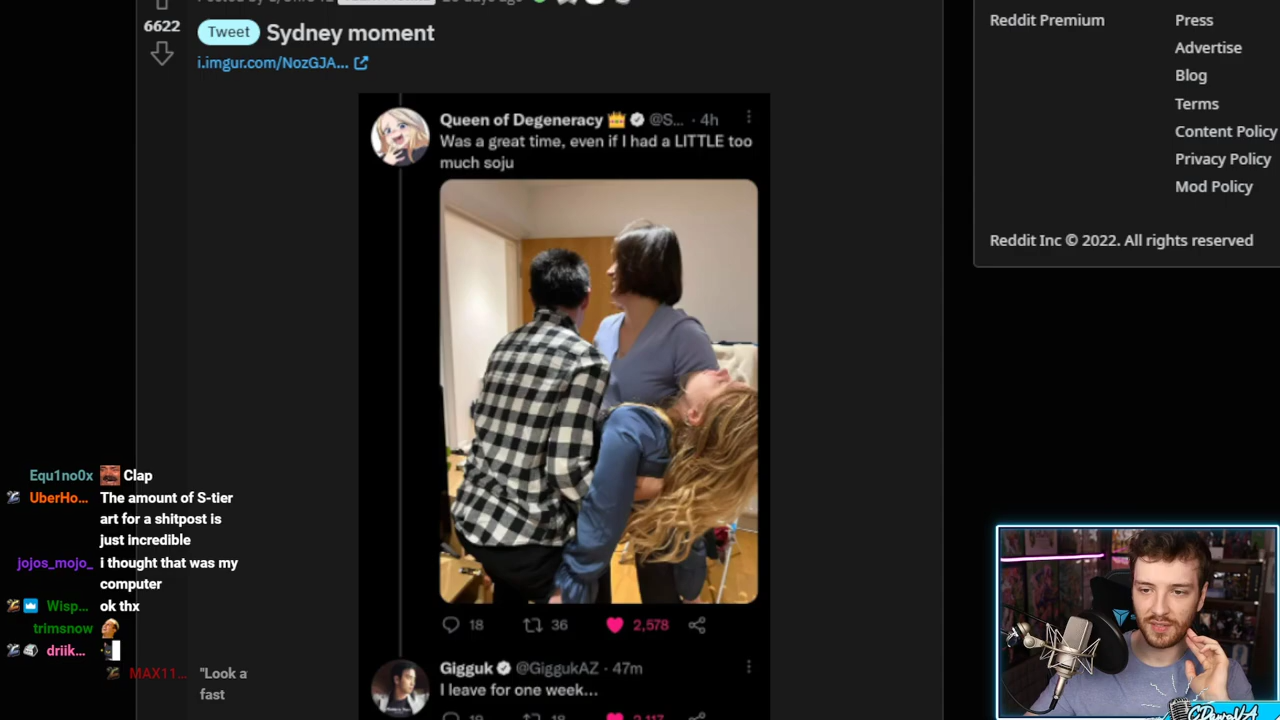 6622
Tweet Sydney moment
i.imgur.com/NozGJA...
Queen of Degeneracy @S... · 4h
Was a great time, even if I had a LITTLE too
much soju
18 36 2,578
Gigguk @GiggukAZ · 47m
I leave for one week...
Reddit Premium
Press
Advertise
Blog
Terms
Content Policy
Privacy Policy
Mod Policy
Reddit Inc © 2022. All rights reserved
Equ1no0x Clap
UberHo... The amount of S-tier
art for a shitpost is
just incredible
jojos_mojo_ i thought that was my
computer
Wisp... ok thx
trimsnow
driik...
MAX11... "Look a
fast
CDawgVA